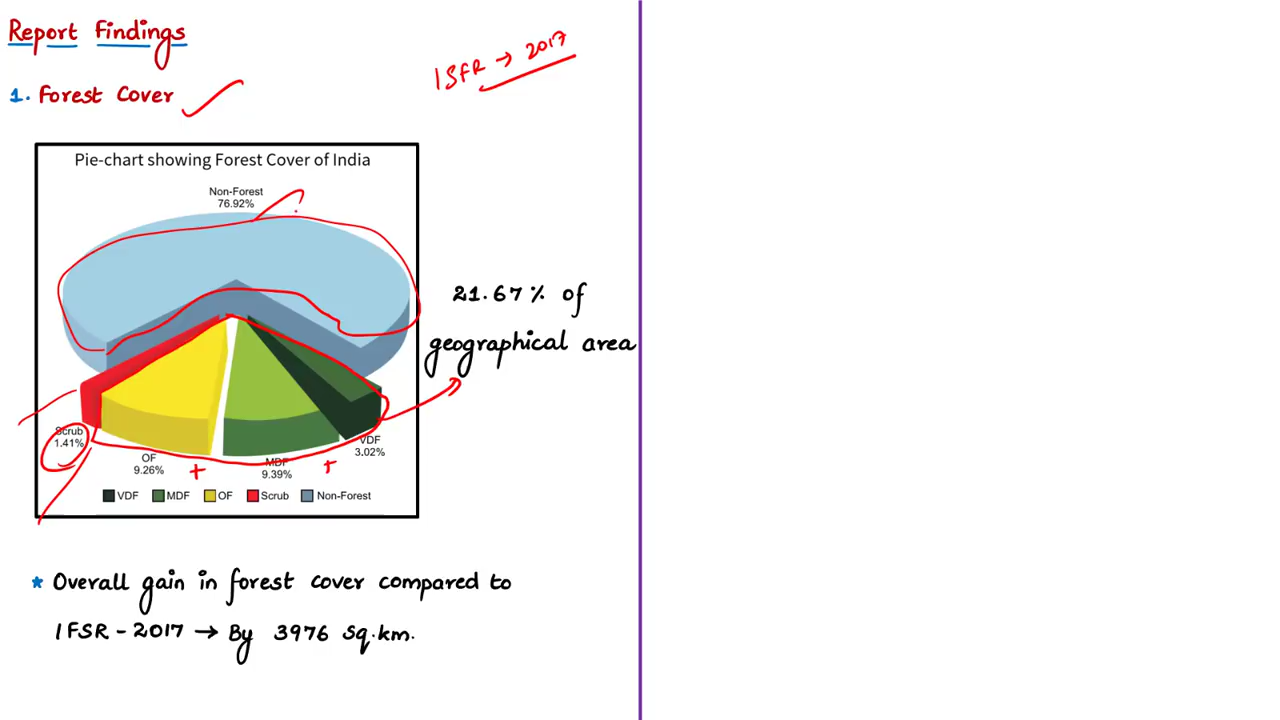 Report Findings
ISFR → 2017
1. Forest Cover
Pie-chart showing Forest Cover of India
Non-Forest
76.92%
21.67% of
geographical area
Scrub
1.41%
OF
9.26%
+
MDF
9.39%
+
VDF
3.02%
VDF MDF OF Scrub Non-Forest
* Overall gain in forest cover compared to
IFSR - 2017 → By 3976 sq.km.